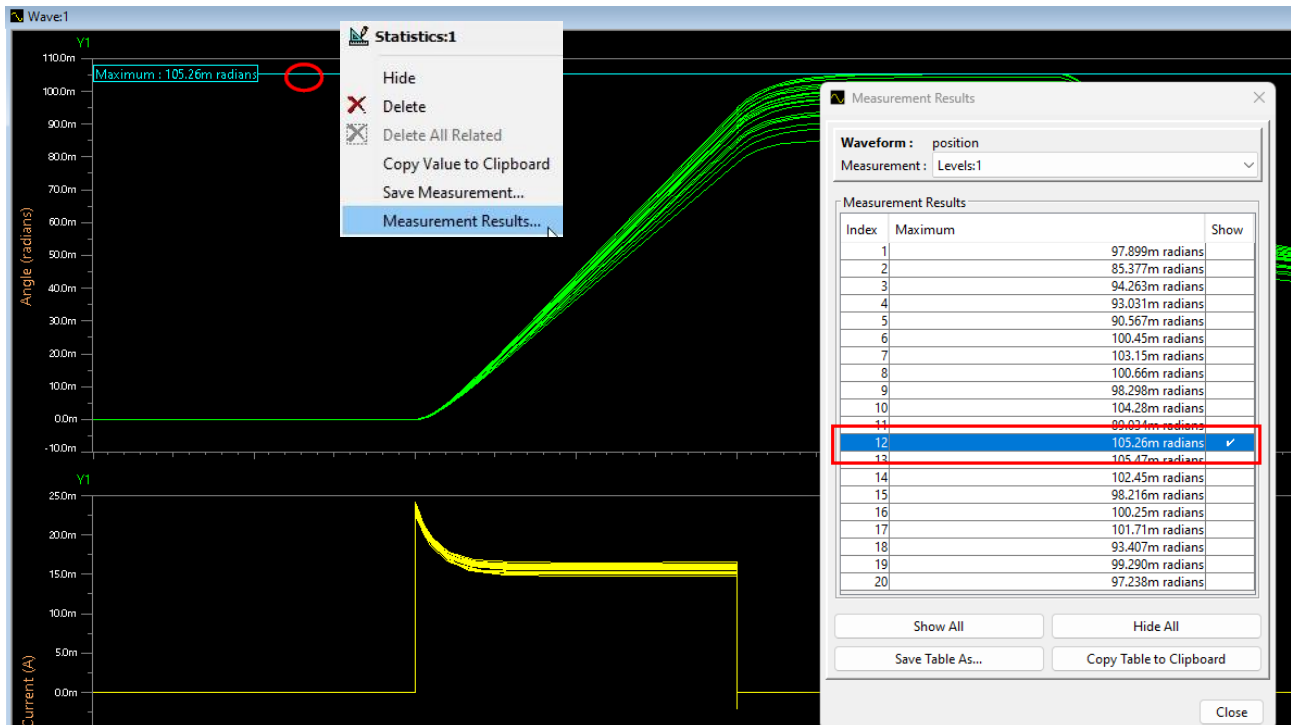 Wave:1
Y1
110.0m
100.0m
90.0m
80.0m
70.0m
60.0m
50.0m
40.0m
30.0m
20.0m
10.0m
0.0m
-10.0m
Angle (radians)
Maximum : 105.26m radians
Statistics:1
Hide
Delete
Delete All Related
Copy Value to Clipboard
Save Measurement...
Measurement Results...
Y1
25.0m
20.0m
15.0m
10.0m
5.0m
0.0m
Current (A)
Measurement Results
Waveform : position
Measurement : Levels:1
Measurement Results
Index Maximum Show
1 97.899m radians
2 85.377m radians
3 94.263m radians
4 93.031m radians
5 90.567m radians
6 100.45m radians
7 103.15m radians
8 100.66m radians
9 98.298m radians
10 104.28m radians
11 89.034m radians
12 105.26m radians ✔
13 105.47m radians
14 102.45m radians
15 98.216m radians
16 100.25m radians
17 101.71m radians
18 93.407m radians
19 99.290m radians
20 97.238m radians
Show All Hide All
Save Table As... Copy Table to Clipboard
Close